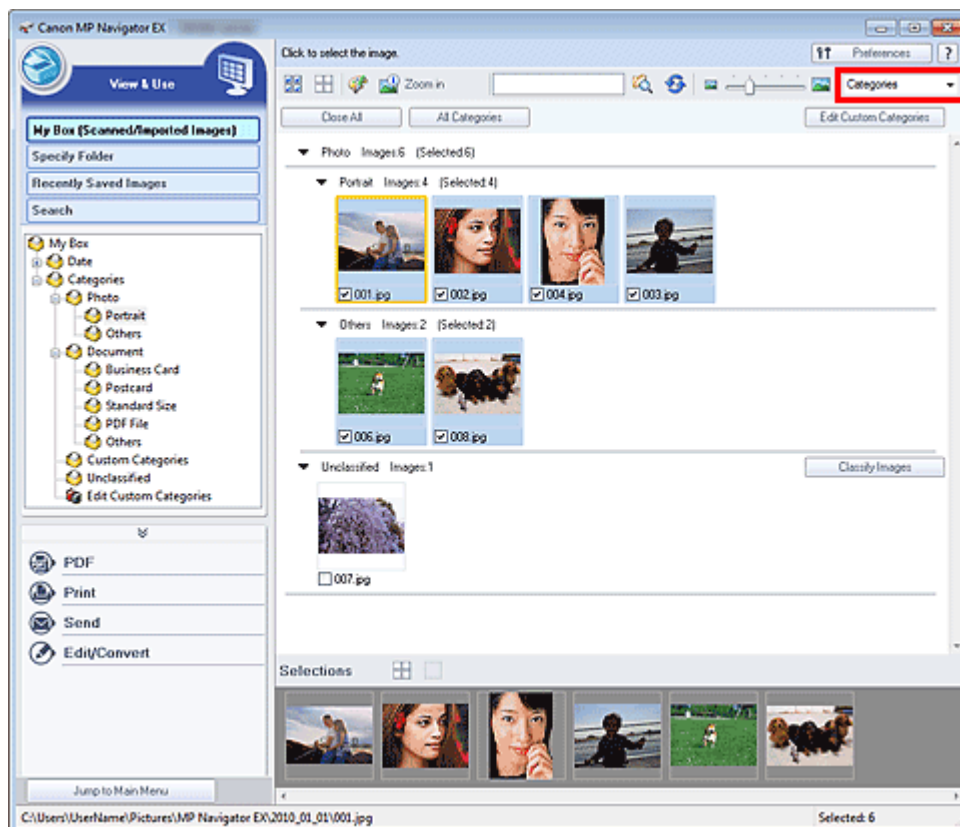 Canon MP Navigator EX
View & Use
My Box (Scanned/Imported Images)
Specify Folder
Recently Saved Images
Search
My Box
Date
Categories
Photo
Portrait
Others
Document
Business Card
Postcard
Standard Size
PDF File
Others
Custom Categories
Unclassified
Edit Custom Categories
PDF
Print
Send
Edit/Convert
Jump to Main Menu
Click to select the image.
Preferences
?
Zoom in
Categories
Close All
All Categories
Edit Custom Categories
Photo Images:6 (Selected:6)
Portrait Images:4 (Selected:4)
001.jpg
002.jpg
004.jpg
003.jpg
Others Images:2 (Selected:2)
006.jpg
008.jpg
Unclassified Images:1
Classify Images
007.jpg
Selections
C:\Users\UserName\Pictures\MP Navigator EX\2010_01_01\001.jpg
Selected: 6